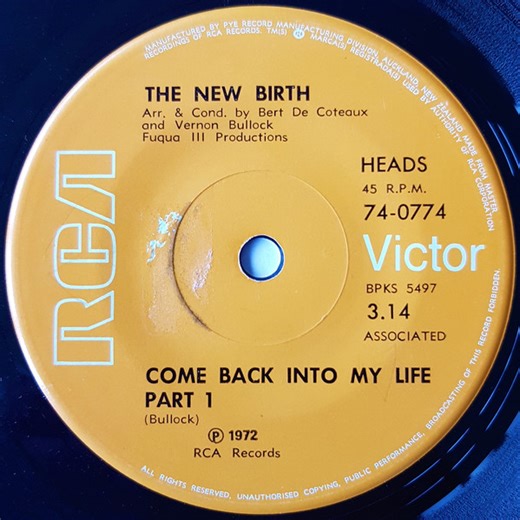 MANUFACTURED BY PYE RECORD MANUFACTURING DIVISION, AUCKLAND, NEW ZEALAND MADE FROM MASTER
RECORDINGS OF RCA RECORDS. TM(S) MARCA(S) REGISTRADA(S) USED BY AUTHORITY OF RCA CORPORATION
THE NEW BIRTH
Arr. & Cond. by Bert De Coteaux
and Vernon Bullock
Fuqua III Productions
RCA
HEADS
45 R.P.M.
74-0774
Victor
BPKS 5497
3.14
ASSOCIATED
COME BACK INTO MY LIFE
PART 1
(Bullock)
Ⓟ 1972
RCA Records
ALL RIGHTS RESERVED, UNAUTHORISED COPYING, PUBLIC PERFORMANCE, BROADCASTING OF THIS RECORD FORBIDDEN.